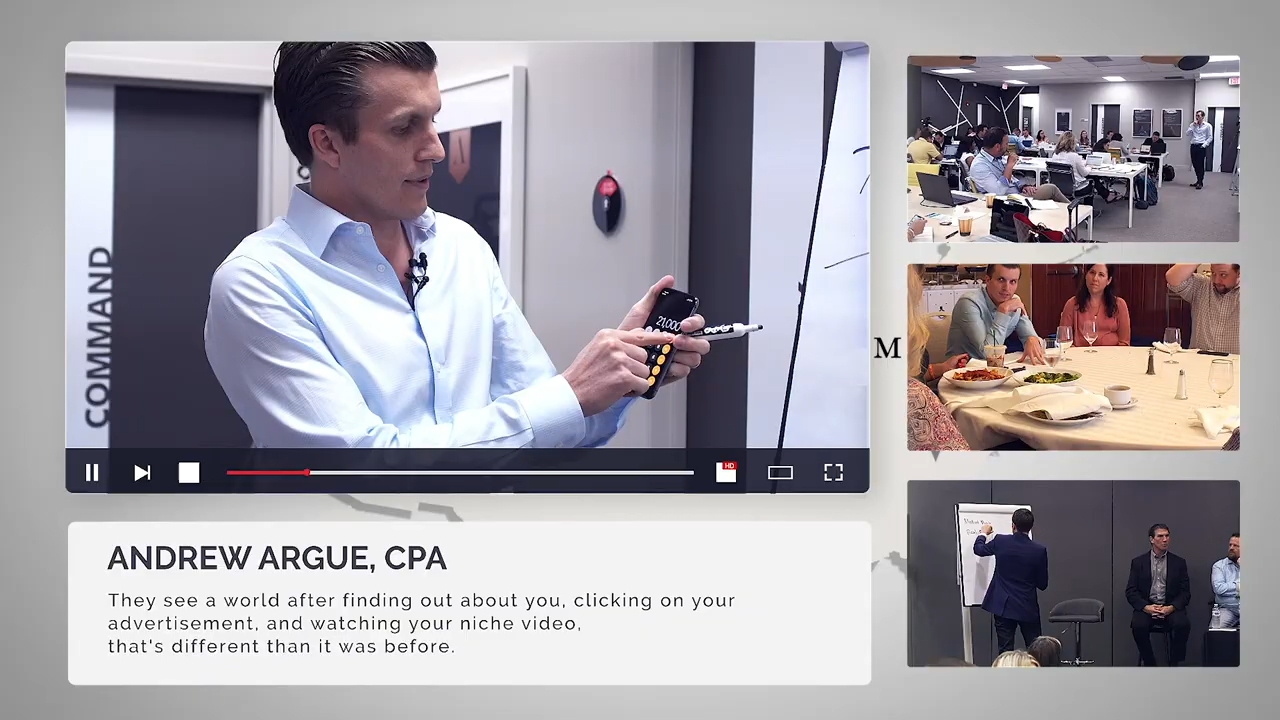 COMMAND
21,000
HD
M
ANDREW ARGUE, CPA
They see a world after finding out about you, clicking on your
advertisement, and watching your niche video,
that's different than it was before.